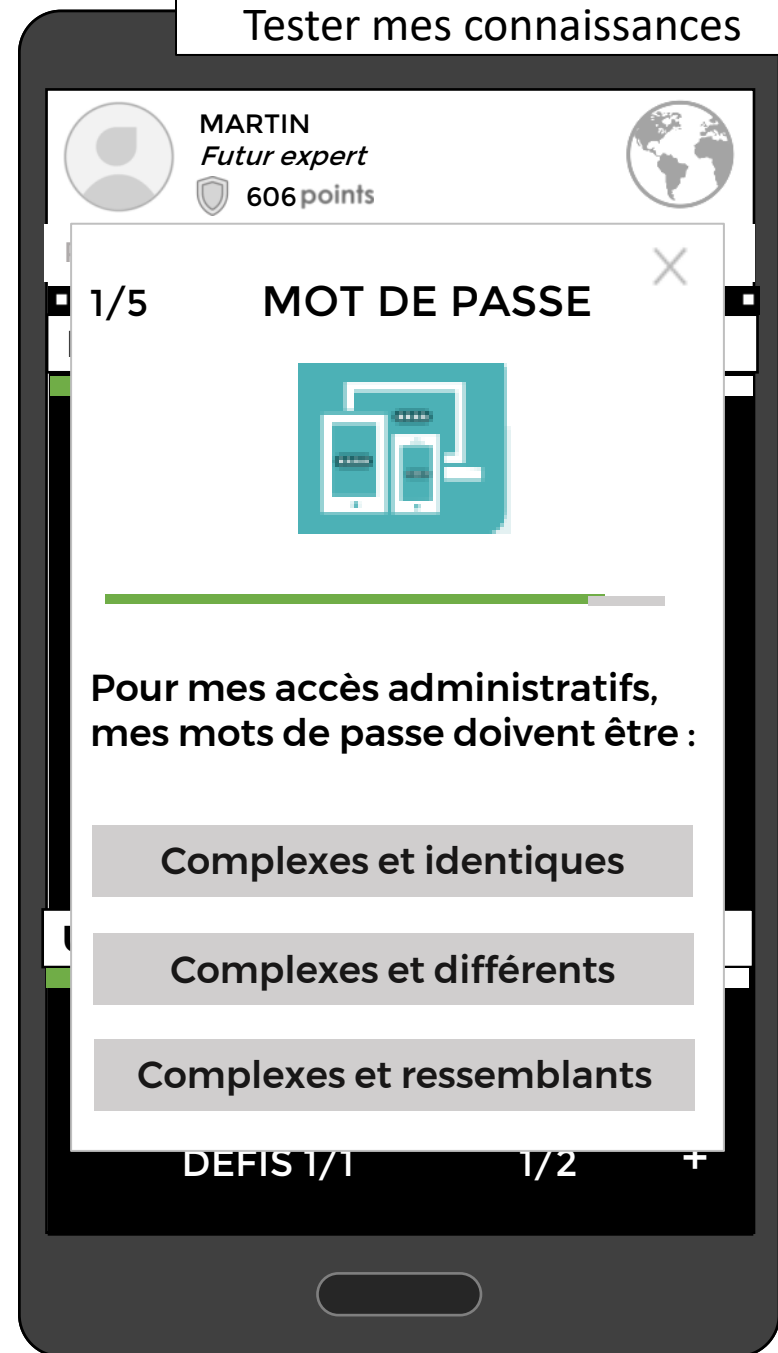 Tester mes connaissances
MARTIN
Futur expert
606 points
1/5 MOT DE PASSE
Pour mes accès administratifs,
mes mots de passe doivent être :
Complexes et identiques
Complexes et différents
Complexes et ressemblants
DEFIS 1/1 1/2 +